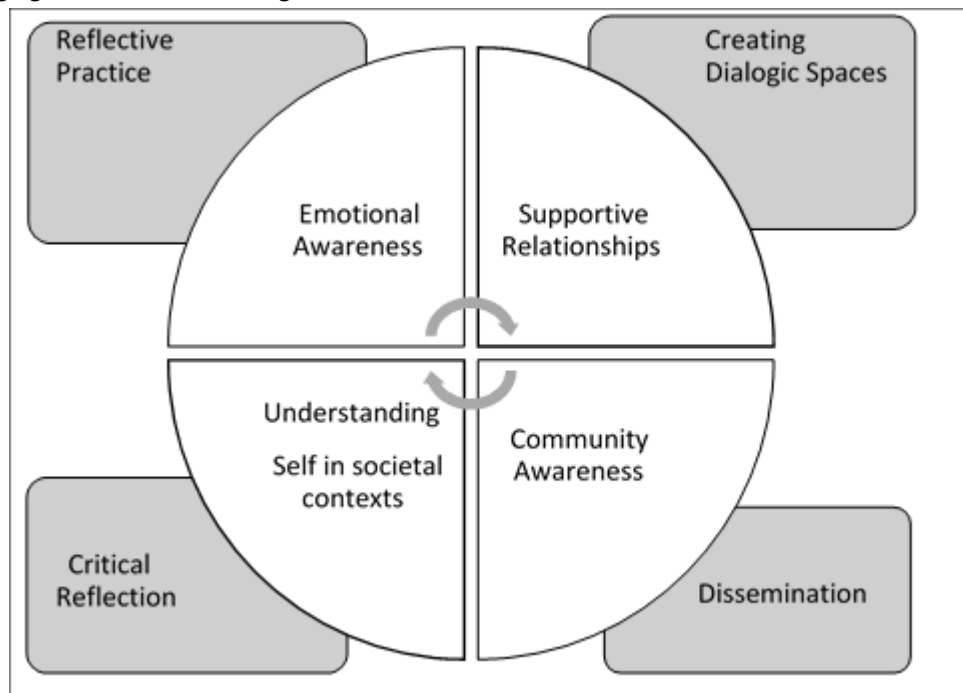 Reflective
Practice
Creating
Dialogic Spaces
Emotional
Awareness
Supportive
Relationships
Understanding
Self in societal
contexts
Community
Awareness
Critical
Reflection
Dissemination